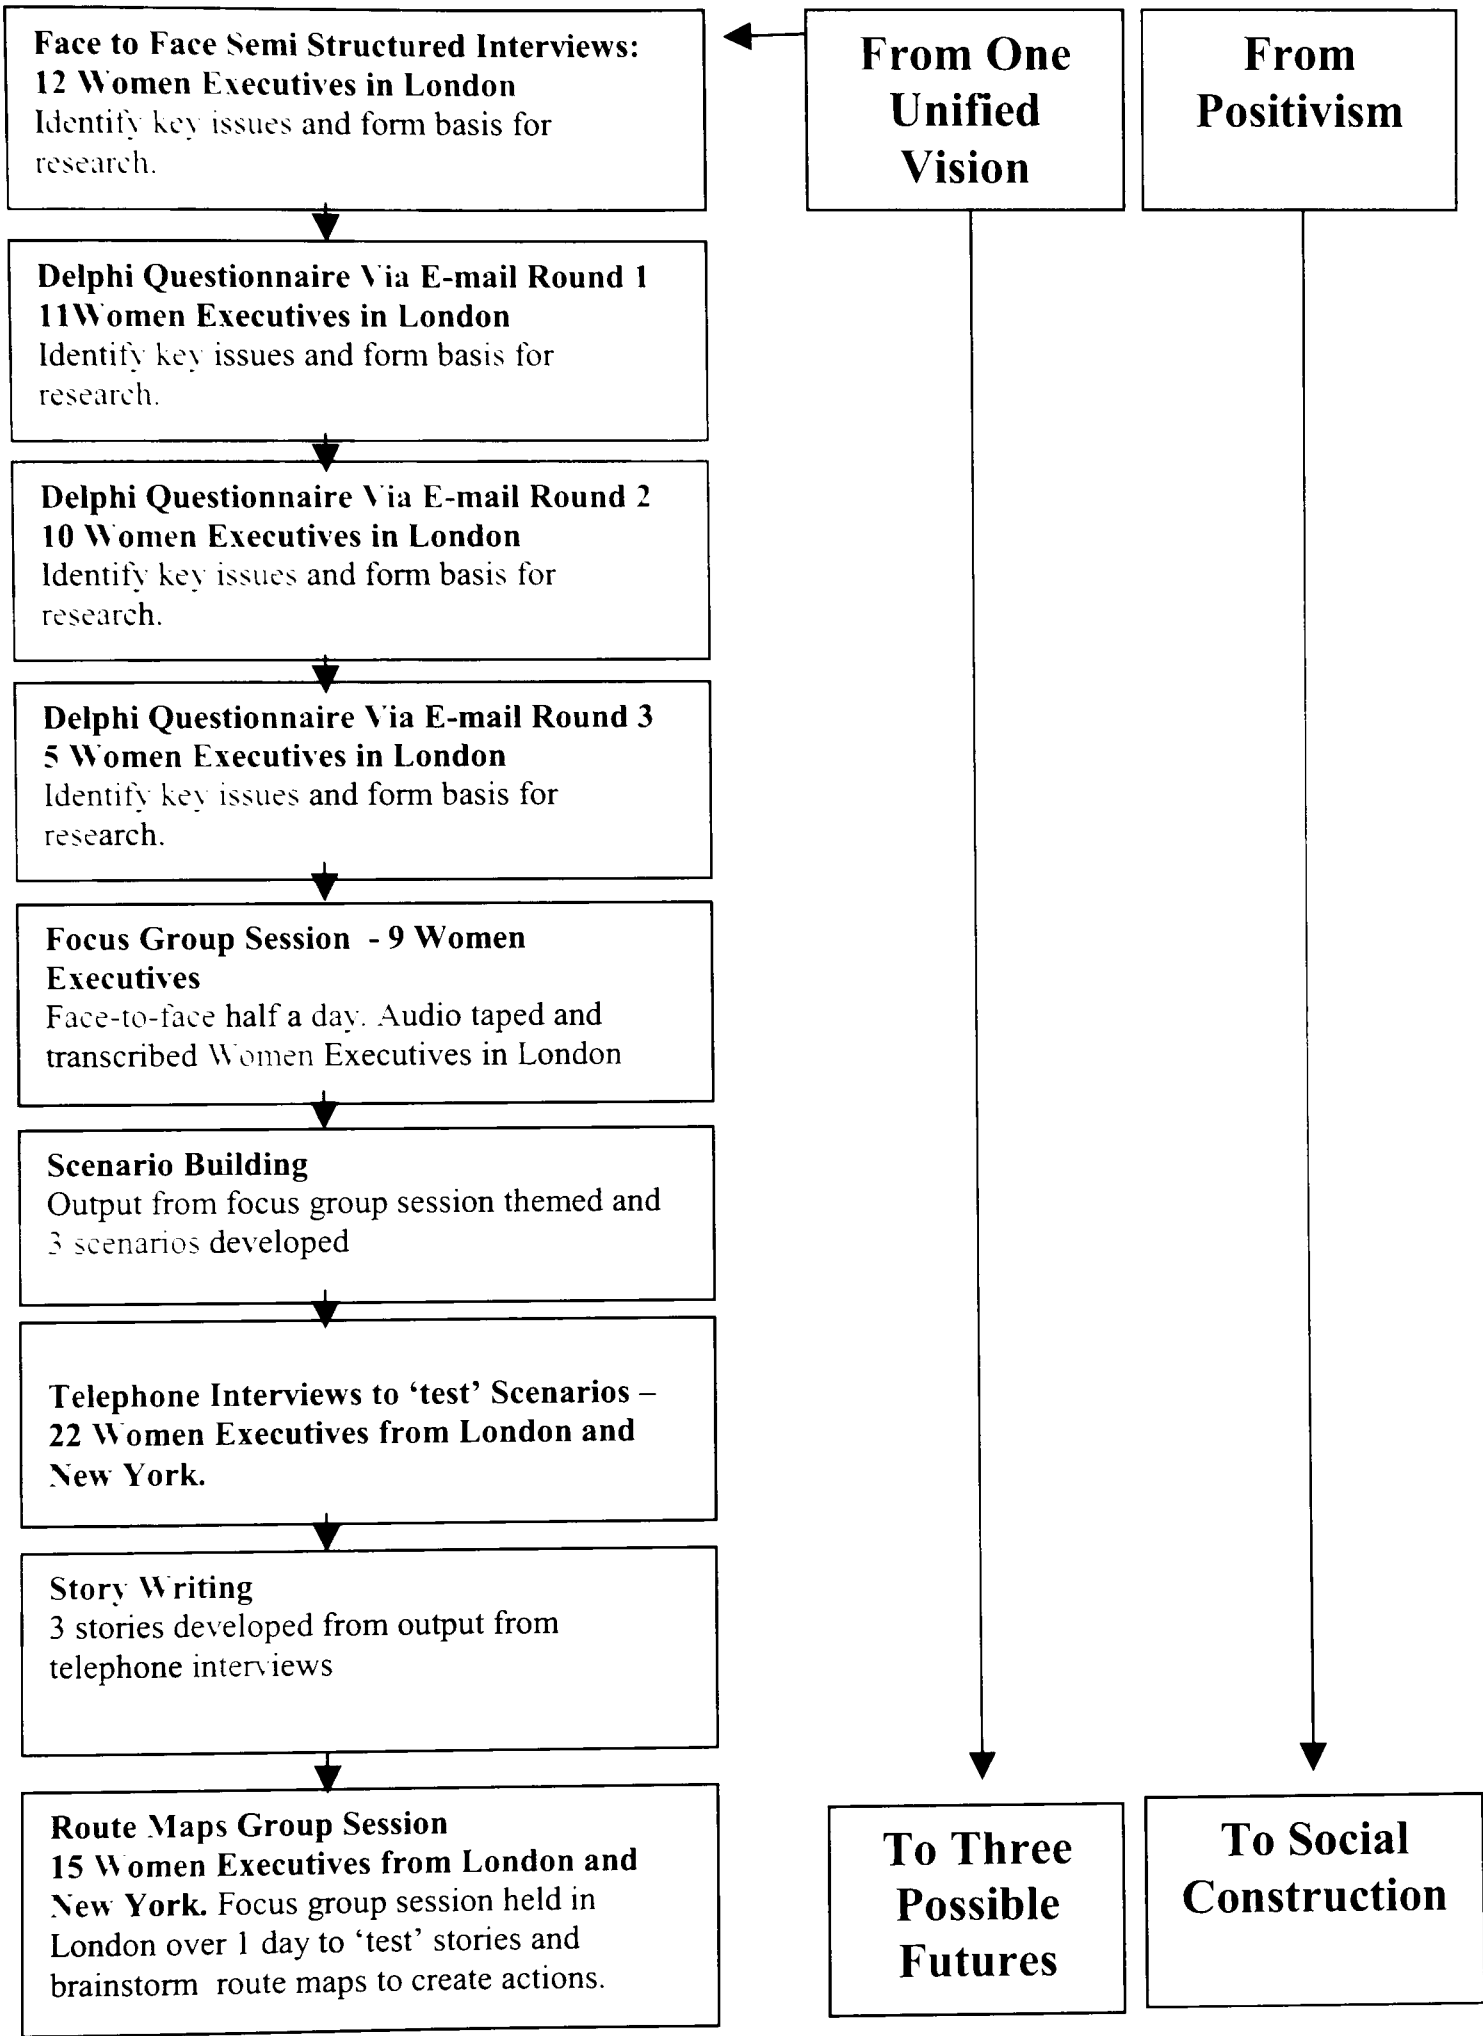 Face to Face Semi Structured Interviews:
12 Women Executives in London
Identify key issues and form basis for
research.
Delphi Questionnaire Via E-mail Round 1
11Women Executives in London
Identify key issues and form basis for
research.
Delphi Questionnaire Via E-mail Round 2
10 Women Executives in London
Identify key issues and form basis for
research.
Delphi Questionnaire Via E-mail Round 3
5 Women Executives in London
Identify key issues and form basis for
research.
Focus Group Session - 9 Women
Executives
Face-to-face half a day. Audio taped and
transcribed Women Executives in London
Scenario Building
Output from focus group session themed and
3 scenarios developed
Telephone Interviews to ‘test’ Scenarios –
22 Women Executives from London and
New York.
Story Writing
3 stories developed from output from
telephone interviews
Route Maps Group Session
15 Women Executives from London and
New York. Focus group session held in
London over 1 day to ‘test’ stories and
brainstorm route maps to create actions.
From One
Unified
Vision
To Three
Possible
Futures
From
Positivism
To Social
Construction